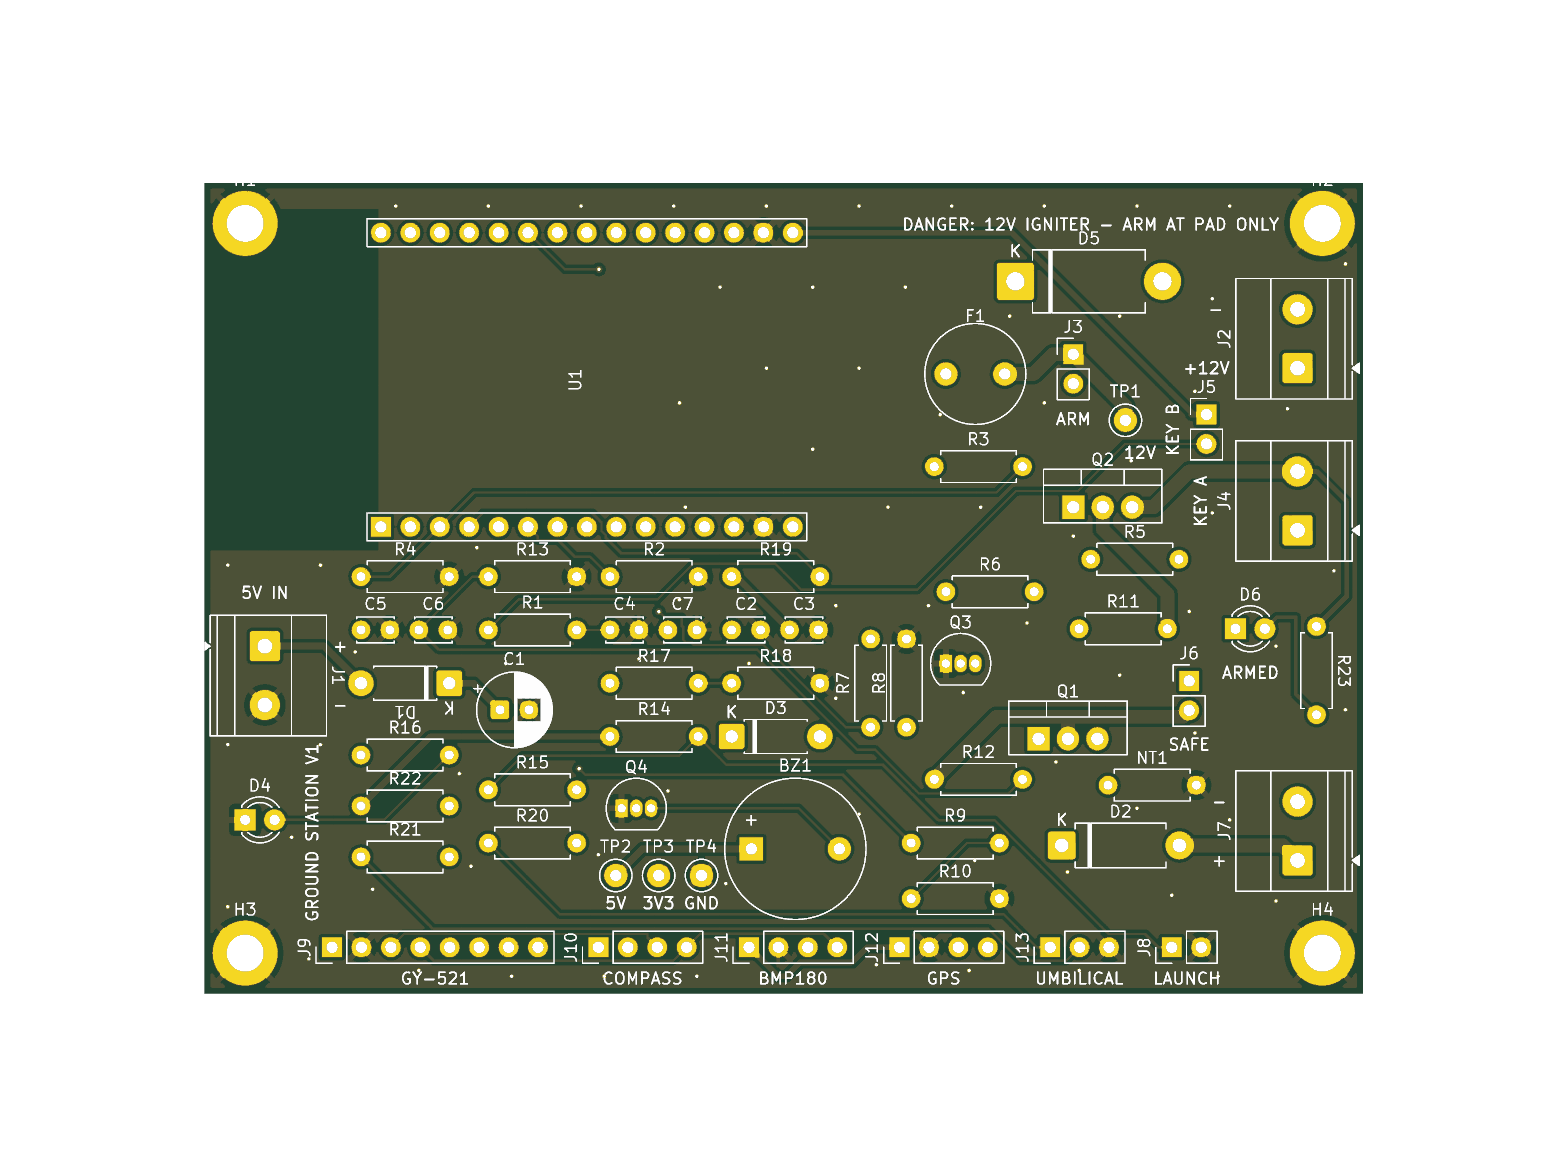 H1
H2
DANGER: 12V IGNITER - ARM AT PAD ONLY
D5
K
F1
J3
J2
+12V
U1
TP1
J5
ARM
KEY B
R3
12V
Q2
KEY A
J4
R4
R13
R2
R19
R5
R6
5V IN
C5
C6
R1
C4
C7
C2
C3
R11
D6
Q3
+
J1
-
C1
+
R17
R18
R7
R8
J6
ARMED
R23
D1
K
R14
K
D3
Q1
SAFE
R16
R22
R15
Q4
BZ1
R12
NT1
D4
GROUND STATION V1
R21
R20
+
R9
K
D2
-
J7
+
TP2
TP3
TP4
5V
3V3
GND
R10
H3
H4
J9
J10
J11
J12
J13
J8
GY-521
COMPASS
BMP180
GPS
UMBILICAL
LAUNCH